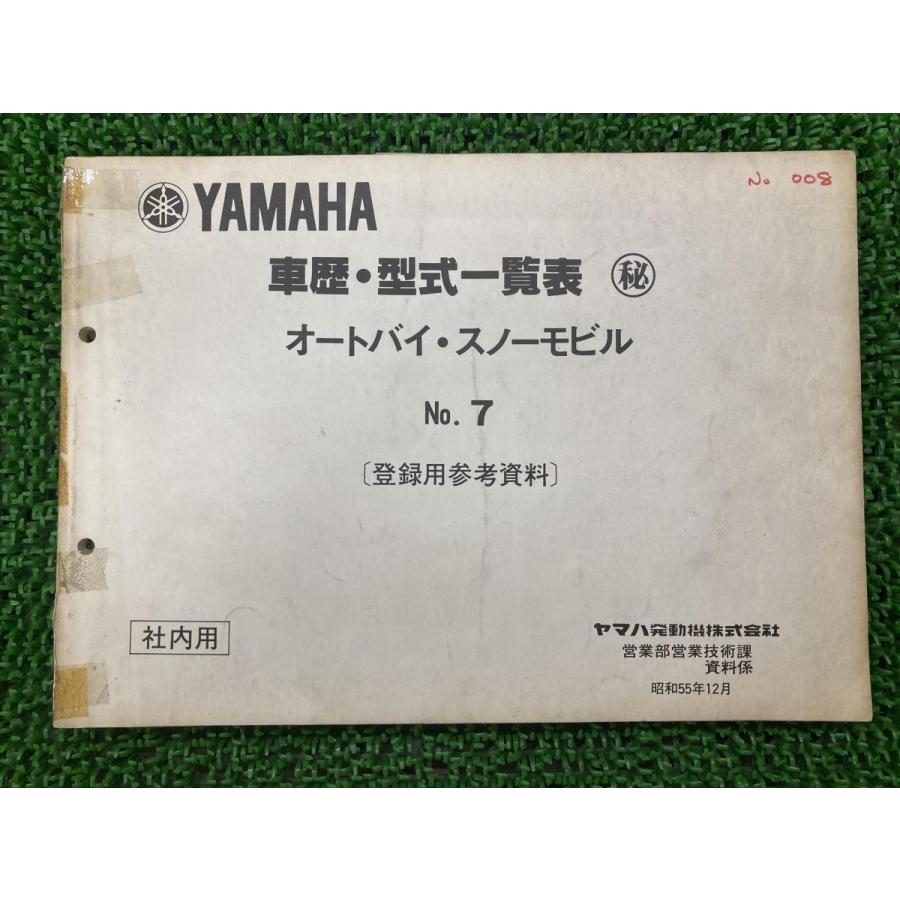 No 008
YAMAHA
車歴・型式一覧表 ㊙
オートバイ・スノーモビル
No. 7
〔登録用参考資料〕
社内用
ヤマハ発動機株式会社
営業部営業技術課
資料係
昭和55年12月